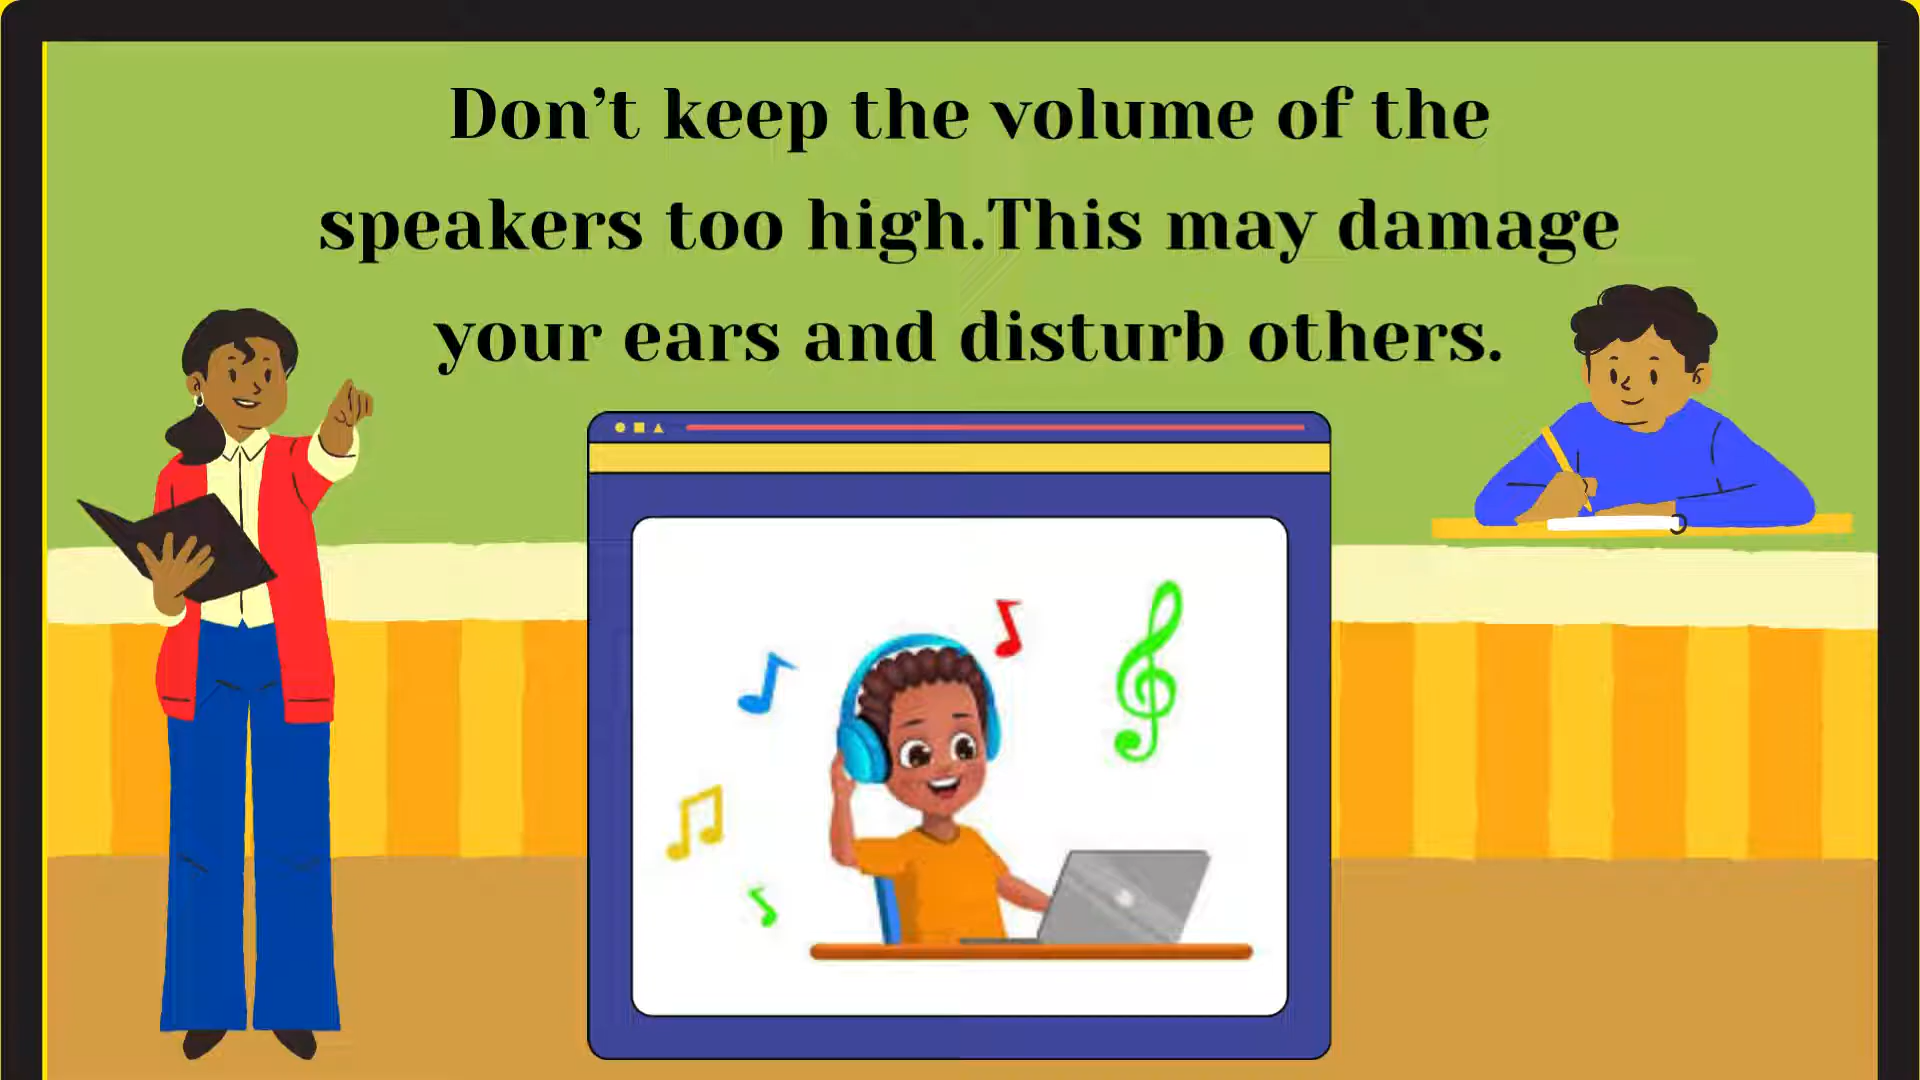 Don’t keep the volume of the
speakers too high.This may damage
your ears and disturb others.